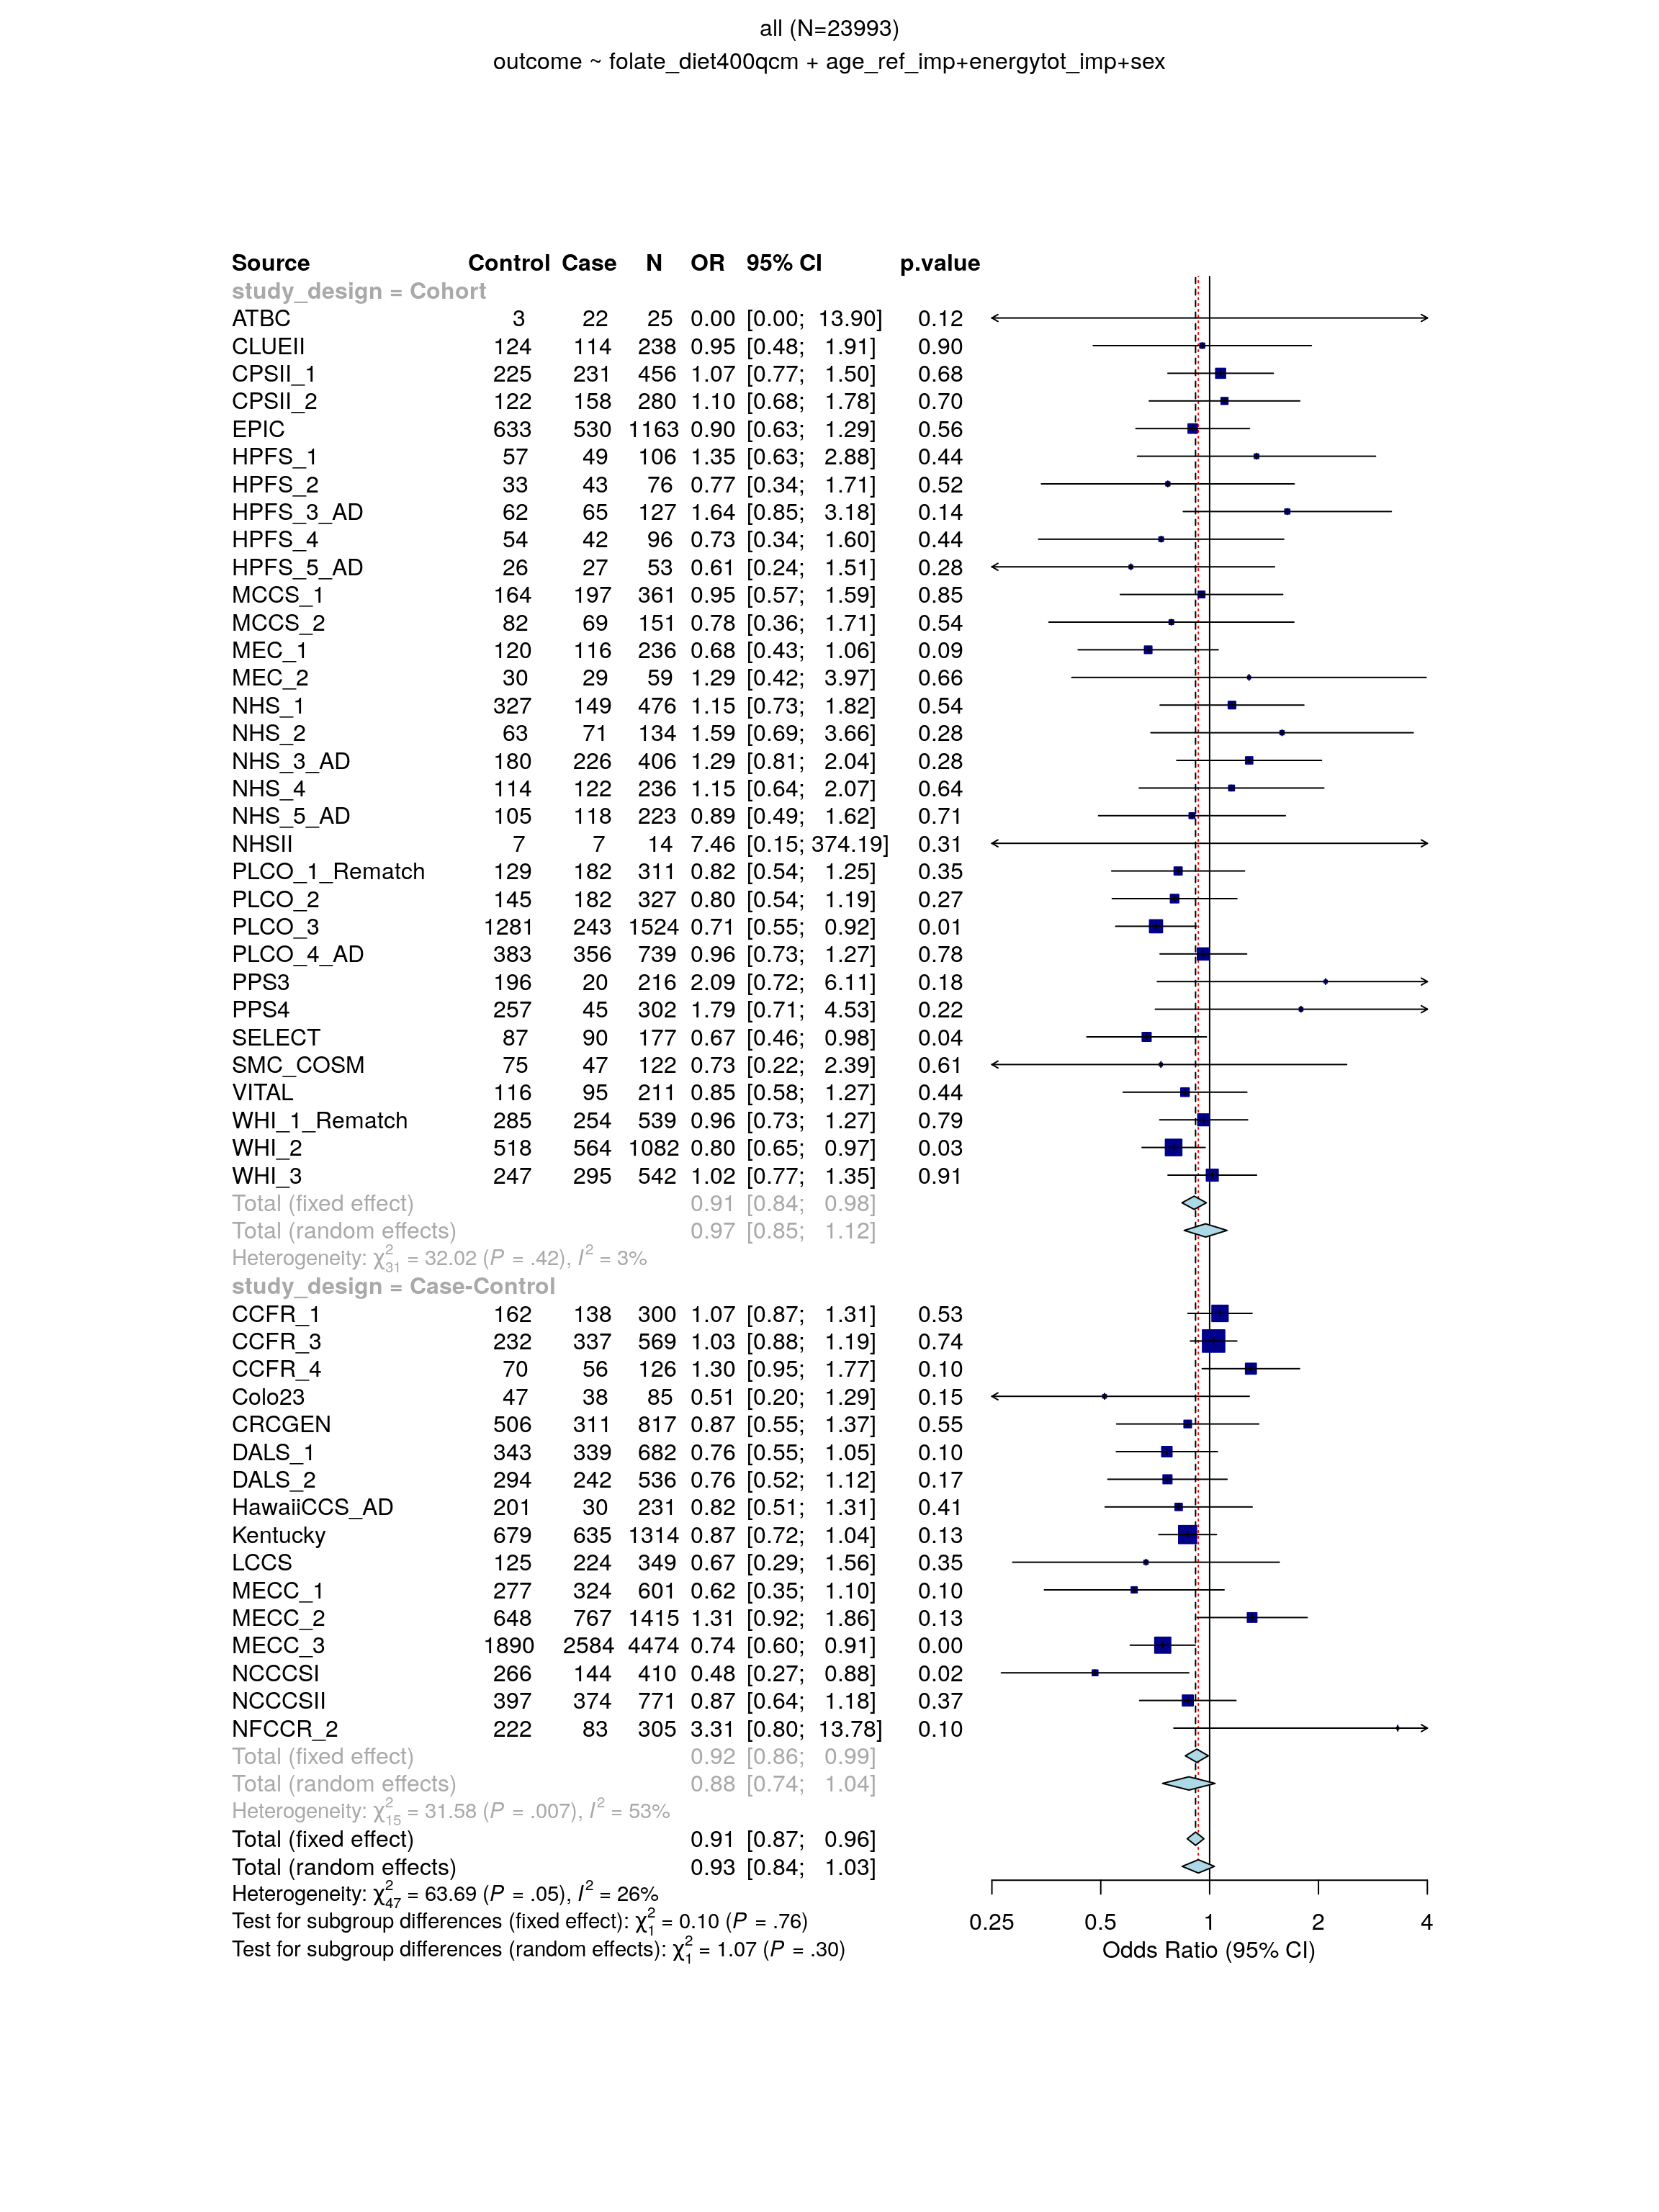 all (N=23993)
outcome ~ folate_diet400qcm + age_ref_imp+energytot_imp+sex
Source Control Case N OR 95% CI p.value
study_design = Cohort
ATBC 3 22 25 0.00 [0.00; 13.90] 0.12
CLUEII 124 114 238 0.95 [0.48; 1.91] 0.90
CPSII_1 225 231 456 1.07 [0.77; 1.50] 0.68
CPSII_2 122 158 280 1.10 [0.68; 1.78] 0.70
EPIC 633 530 1163 0.90 [0.63; 1.29] 0.56
HPFS_1 57 49 106 1.35 [0.63; 2.88] 0.44
HPFS_2 33 43 76 0.77 [0.34; 1.71] 0.52
HPFS_3_AD 62 65 127 1.64 [0.85; 3.18] 0.14
HPFS_4 54 42 96 0.73 [0.34; 1.60] 0.44
HPFS_5_AD 26 27 53 0.61 [0.24; 1.51] 0.28
MCCS_1 164 197 361 0.95 [0.57; 1.59] 0.85
MCCS_2 82 69 151 0.78 [0.36; 1.71] 0.54
MEC_1 120 116 236 0.68 [0.43; 1.06] 0.09
MEC_2 30 29 59 1.29 [0.42; 3.97] 0.66
NHS_1 327 149 476 1.15 [0.73; 1.82] 0.54
NHS_2 63 71 134 1.59 [0.69; 3.66] 0.28
NHS_3_AD 180 226 406 1.29 [0.81; 2.04] 0.28
NHS_4 114 122 236 1.15 [0.64; 2.07] 0.64
NHS_5_AD 105 118 223 0.89 [0.49; 1.62] 0.71
NHSII 7 7 14 7.46 [0.15; 374.19] 0.31
PLCO_1_Rematch 129 182 311 0.82 [0.54; 1.25] 0.35
PLCO_2 145 182 327 0.80 [0.54; 1.19] 0.27
PLCO_3 1281 243 1524 0.71 [0.55; 0.92] 0.01
PLCO_4_AD 383 356 739 0.96 [0.73; 1.27] 0.78
PPS3 196 20 216 2.09 [0.72; 6.11] 0.18
PPS4 257 45 302 1.79 [0.71; 4.53] 0.22
SELECT 87 90 177 0.67 [0.46; 0.98] 0.04
SMC_COSM 75 47 122 0.73 [0.22; 2.39] 0.61
VITAL 116 95 211 0.85 [0.58; 1.27] 0.44
WHI_1_Rematch 285 254 539 0.96 [0.73; 1.27] 0.79
WHI_2 518 564 1082 0.80 [0.65; 0.97] 0.03
WHI_3 247 295 542 1.02 [0.77; 1.35] 0.91
Total (fixed effect) 0.91 [0.84; 0.98]
Total (random effects) 0.97 [0.85; 1.12]
Heterogeneity: χ²₃₁ = 32.02 (P = .42), I² = 3%
study_design = Case-Control
CCFR_1 162 138 300 1.07 [0.87; 1.31] 0.53
CCFR_3 232 337 569 1.03 [0.88; 1.19] 0.74
CCFR_4 70 56 126 1.30 [0.95; 1.77] 0.10
Colo23 47 38 85 0.51 [0.20; 1.29] 0.15
CRCGEN 506 311 817 0.87 [0.55; 1.37] 0.55
DALS_1 343 339 682 0.76 [0.55; 1.05] 0.10
DALS_2 294 242 536 0.76 [0.52; 1.12] 0.17
HawaiiCCS_AD 201 30 231 0.82 [0.51; 1.31] 0.41
Kentucky 679 635 1314 0.87 [0.72; 1.04] 0.13
LCCS 125 224 349 0.67 [0.29; 1.56] 0.35
MECC_1 277 324 601 0.62 [0.35; 1.10] 0.10
MECC_2 648 767 1415 1.31 [0.92; 1.86] 0.13
MECC_3 1890 2584 4474 0.74 [0.60; 0.91] 0.00
NCCCSI 266 144 410 0.48 [0.27; 0.88] 0.02
NCCCSII 397 374 771 0.87 [0.64; 1.18] 0.37
NFCCR_2 222 83 305 3.31 [0.80; 13.78] 0.10
Total (fixed effect) 0.92 [0.86; 0.99]
Total (random effects) 0.88 [0.74; 1.04]
Heterogeneity: χ²₁₅ = 31.58 (P = .007), I² = 53%
Total (fixed effect) 0.91 [0.87; 0.96]
Total (random effects) 0.93 [0.84; 1.03]
Heterogeneity: χ²₄₇ = 63.69 (P = .05), I² = 26%
Test for subgroup differences (fixed effect): χ²₁ = 0.10 (P = .76)
Test for subgroup differences (random effects): χ²₁ = 1.07 (P = .30)
0.25 0.5 1 2 4
Odds Ratio (95% CI)